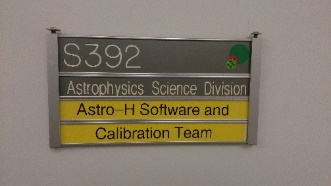 S392
Astrophysics Science Division
Astro-H Software and
Calibration Team